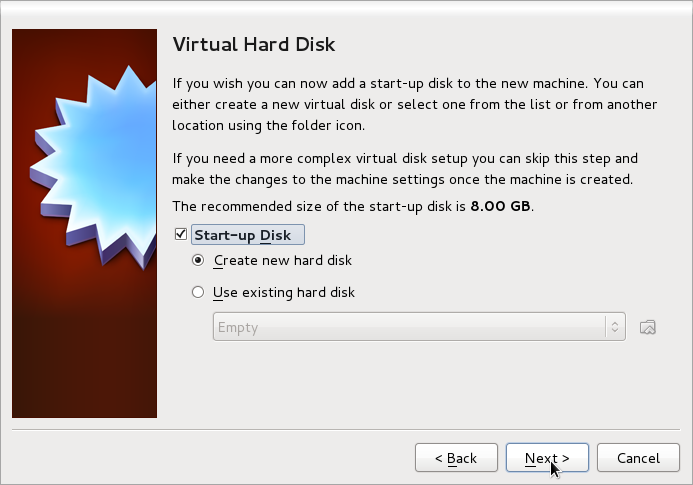 Virtual Hard Disk
If you wish you can now add a start-up disk to the new machine. You can
either create a new virtual disk or select one from the list or from another
location using the folder icon.
If you need a more complex virtual disk setup you can skip this step and
make the changes to the machine settings once the machine is created.
The recommended size of the start-up disk is 8.00 GB.
Start-up Disk
Create new hard disk
Use existing hard disk
Empty
< Back Next > Cancel